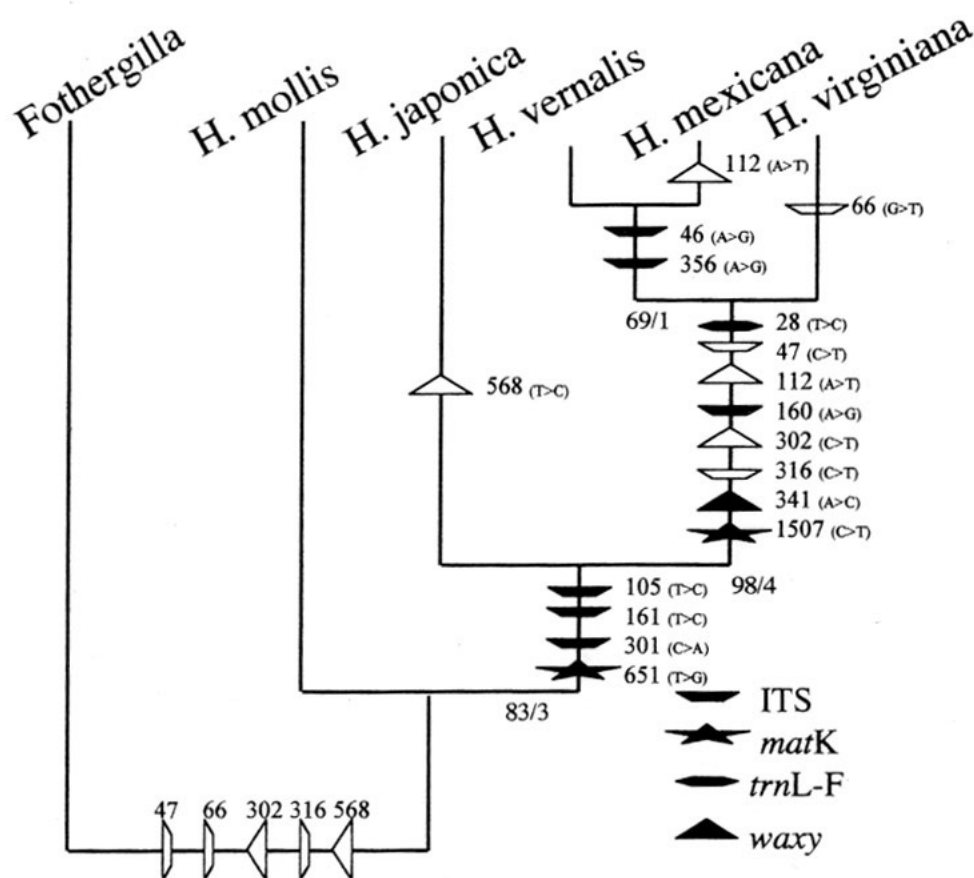 Fothergilla
H. mollis
H. japonica
H. vernalis
H. mexicana
H. virginiana
112 (A>T)
66 (G>T)
46 (A>G)
356 (A>G)
69/1
28 (T>C)
47 (C>T)
112 (A>T)
160 (A>G)
302 (C>T)
316 (C>T)
341 (A>C)
1507 (C>T)
568 (T>C)
98/4
105 (T>C)
161 (T>C)
301 (C>A)
651 (T>G)
83/3
ITS
matK
trnL-F
waxy
47 66 302 316 568